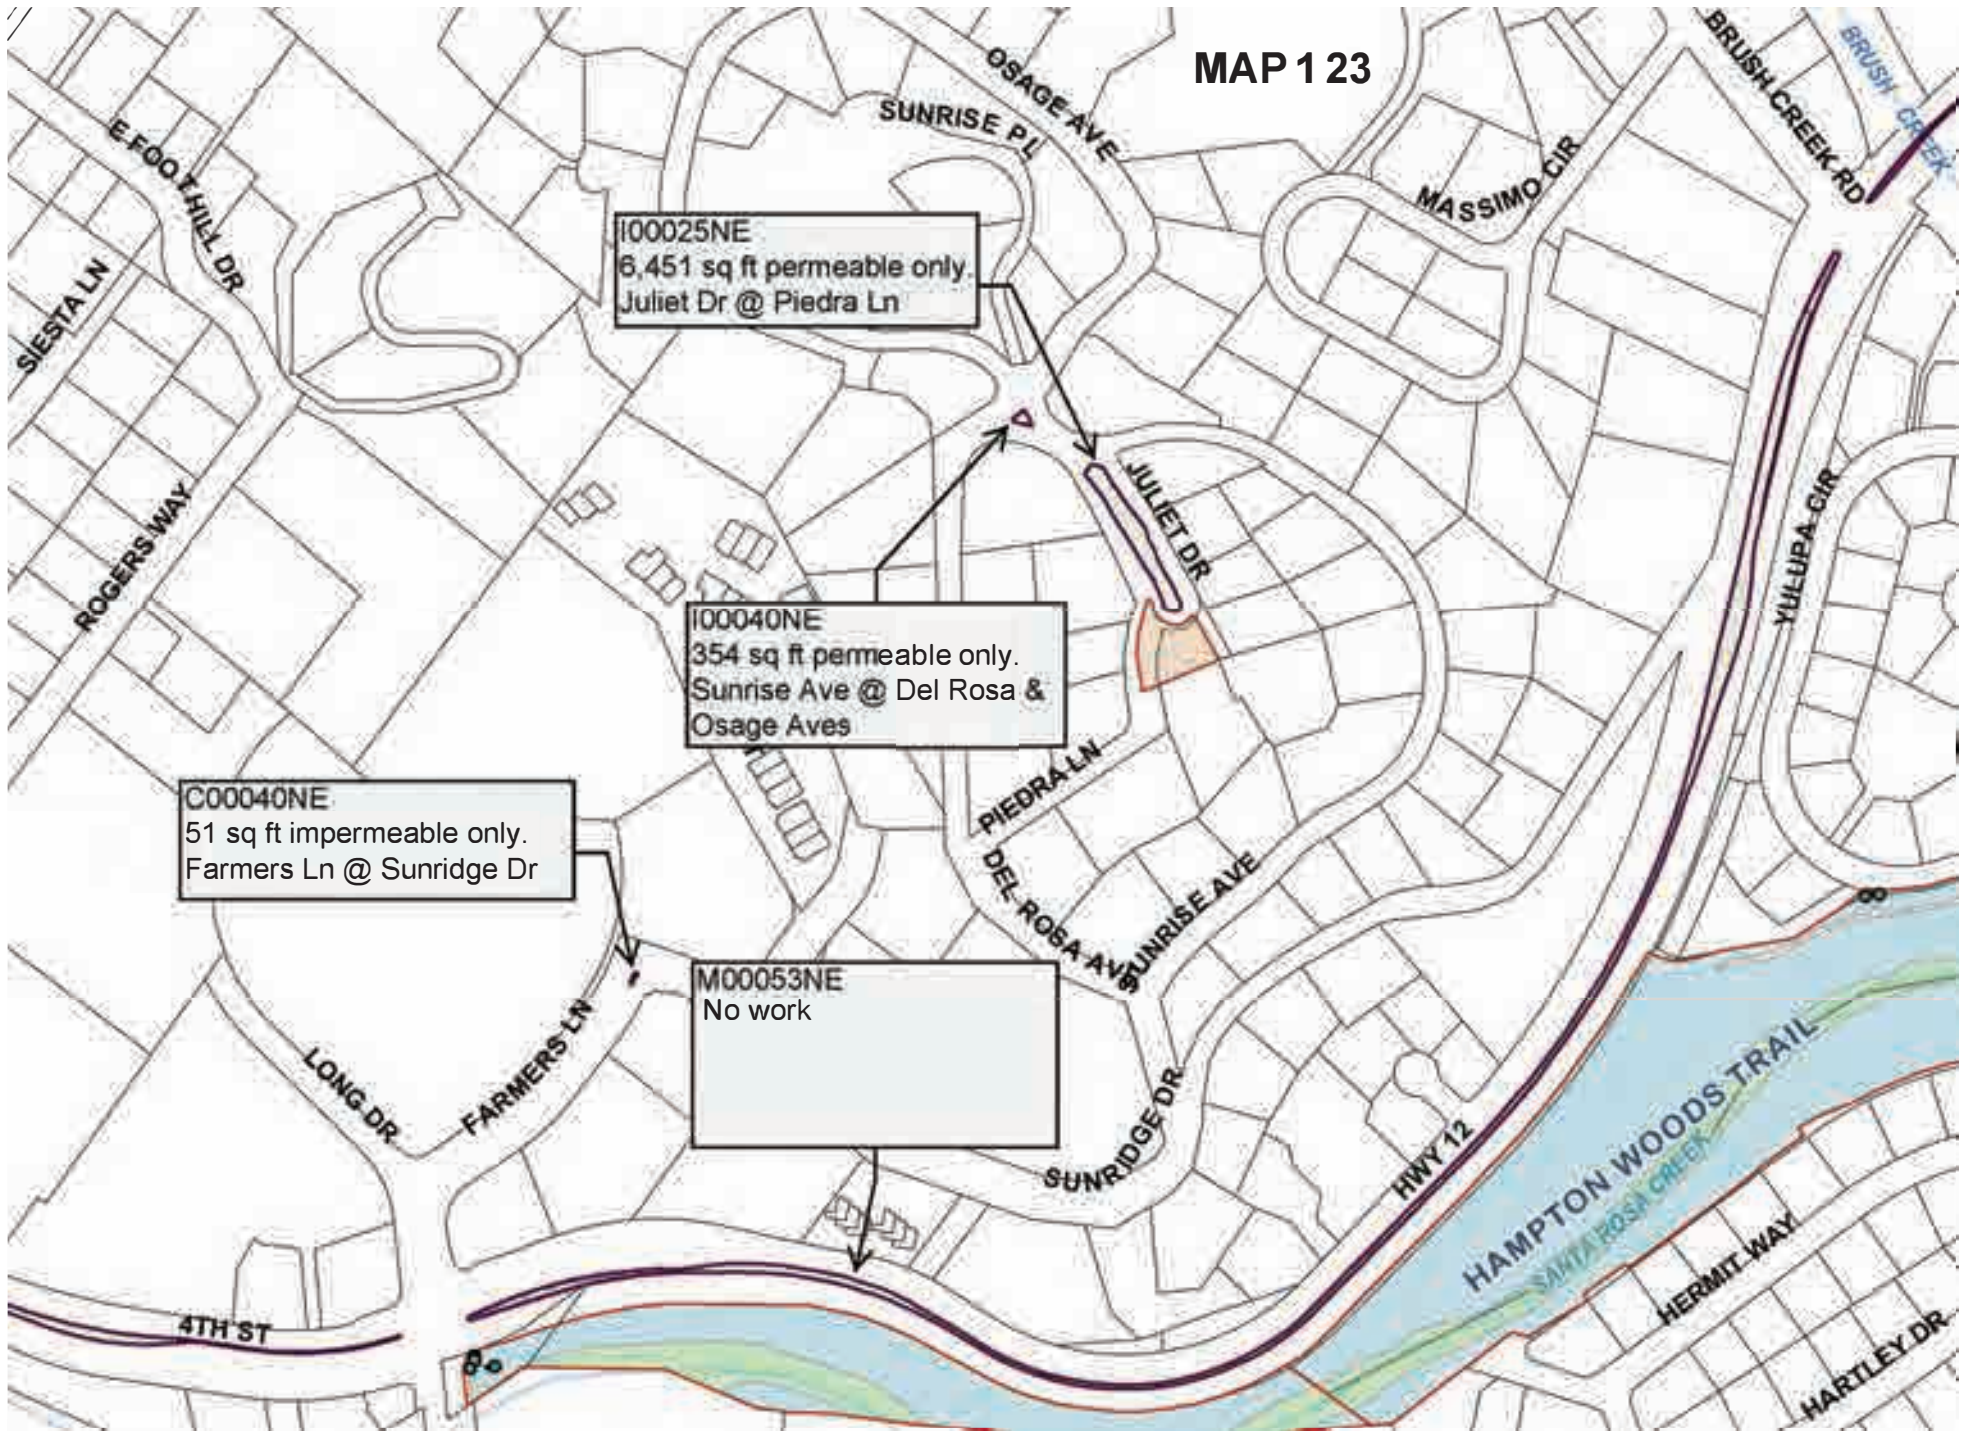 MAP 1 23
BRUSH CREEK RD
BRUSH CREEK
OSAGE AVE
SUNRISE PL
E FOOTHILL DR
MASSIMO CIR
I00025NE
6,451 sq ft permeable only.
Juliet Dr @ Piedra Ln
SIESTA LN
ROGERS WAY
JULIET DR
YULUPA CIR
I00040NE
354 sq ft permeable only.
Sunrise Ave @ Del Rosa &
Osage Aves
PIEDRA LN
C00040NE
51 sq ft impermeable only.
Farmers Ln @ Sunridge Dr
DEL ROSA AVE
SUNRISE AVE
M00053NE
No work
LONG DR
FARMERS LN
SUNRIDGE DR
HWY 12
HAMPTON WOODS TRAIL
SANTA ROSA CREEK
HERMIT WAY
HARTLEY DR
4TH ST